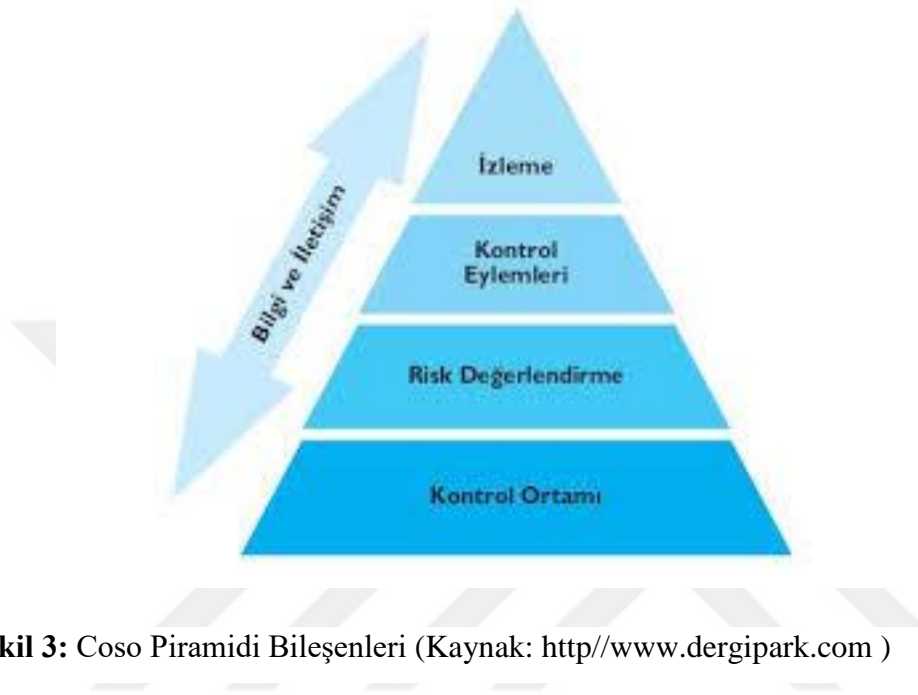 İzleme
Kontrol
Eylemleri
Bilgi ve İletişim
Risk Değerlendirme
Kontrol Ortamı
kil 3: Coso Piramidi Bileşenleri (Kaynak: http//www.dergipark.com )